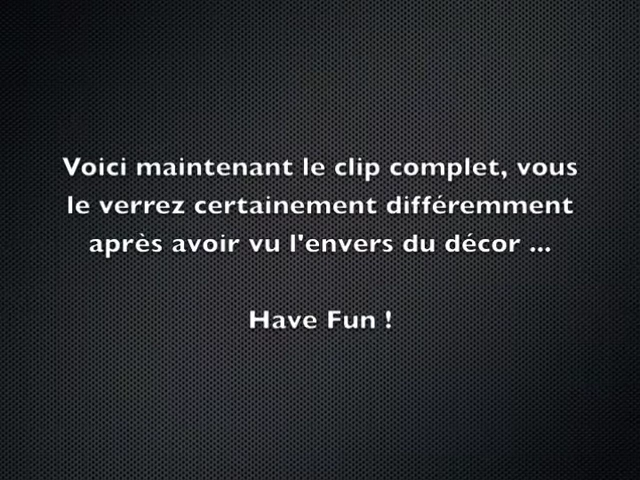 Voici maintenant le clip complet, vous
le verrez certainement différemment
après avoir vu l'envers du décor ...
Have Fun !